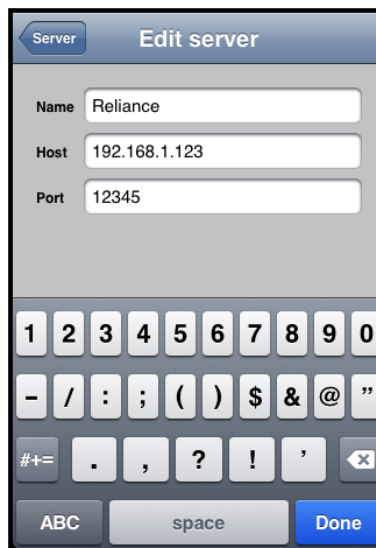 Server Edit server
Name Reliance
Host 192.168.1.123
Port 12345
1 2 3 4 5 6 7 8 9 0
- / : ; ( ) $ & @ ”
#+= . , ? ! ’
ABC space Done